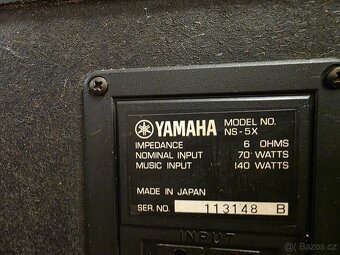 YAMAHA MODEL NO.
NS-5X
IMPEDANCE 6 OHMS
NOMINAL INPUT 70 WATTS
MUSIC INPUT 140 WATTS
MADE IN JAPAN
SER. NO. 113148 B
INPUT
Bazos.cz